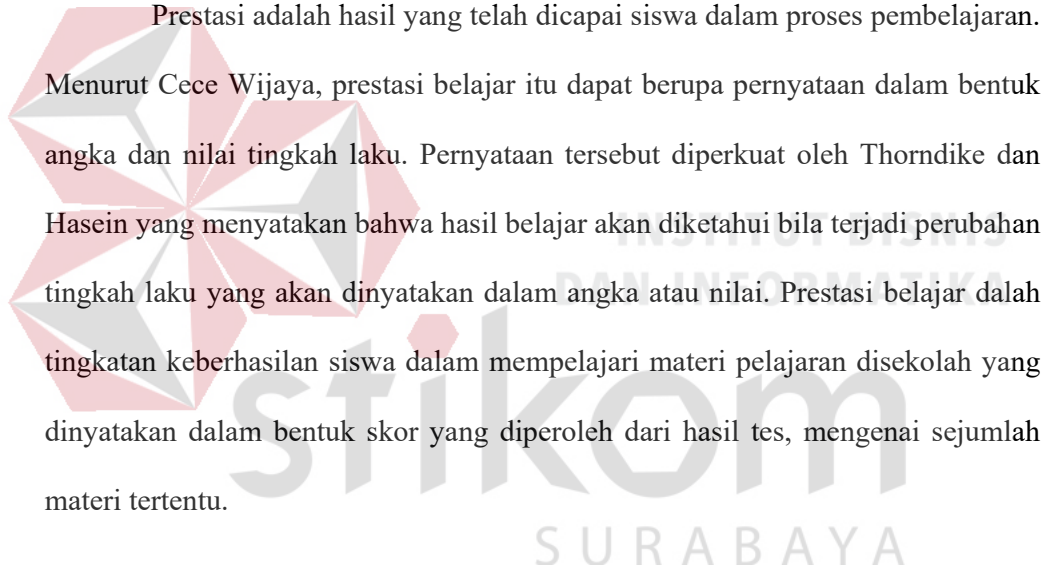 Prestasi adalah hasil yang telah dicapai siswa dalam proses pembelajaran.
Menurut Cece Wijaya, prestasi belajar itu dapat berupa pernyataan dalam bentuk
angka dan nilai tingkah laku. Pernyataan tersebut diperkuat oleh Thorndike dan
Hasein yang menyatakan bahwa hasil belajar akan diketahui bila terjadi perubahan
INSTITUT BISNIS
tingkah laku yang akan dinyatakan dalam angka atau nilai. Prestasi belajar dalah
DAN INFORMATIKA
tingkatan keberhasilan siswa dalam mempelajari materi pelajaran disekolah yang
stikom
dinyatakan dalam bentuk skor yang diperoleh dari hasil tes, mengenai sejumlah
materi tertentu.
SURABAYA